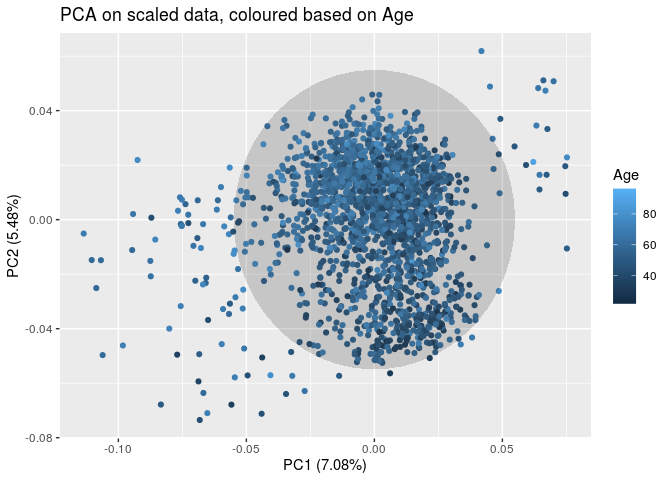 PCA on scaled data, coloured based on Age
0.04
0.00
-0.04
-0.08
PC2 (5.48%)
-0.10
-0.05
0.00
0.05
PC1 (7.08%)
Age
80
60
40